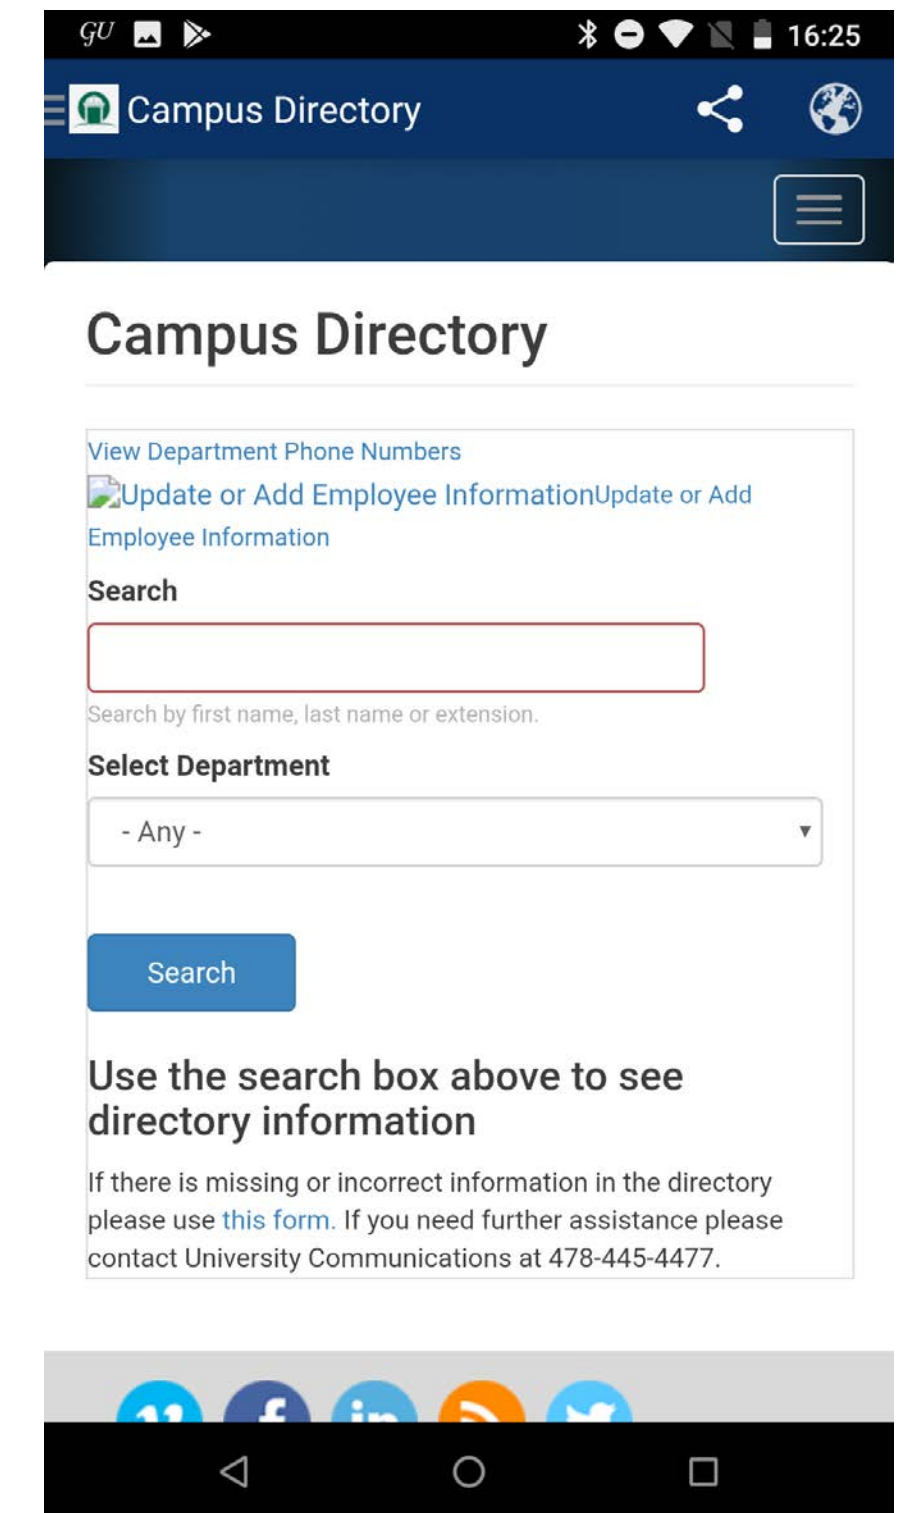 GU 16:25
Campus Directory
Campus Directory
View Department Phone Numbers
Update or Add Employee InformationUpdate or Add
Employee Information
Search
Search by first name, last name or extension.
Select Department
- Any -
Search
Use the search box above to see
directory information
If there is missing or incorrect information in the directory
please use this form. If you need further assistance please
contact University Communications at 478-445-4477.
f in